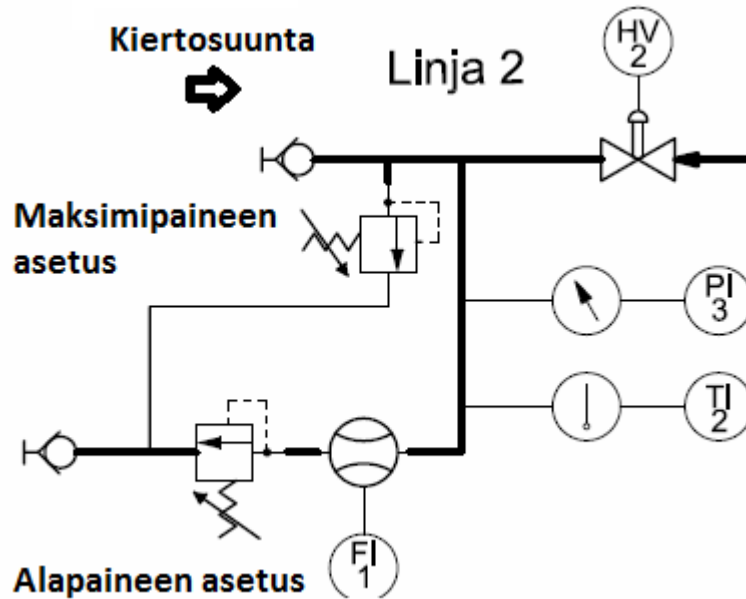 Kiertosuunta
Linja 2
HV
2
Maksimipaineen
asetus
PI
3
TI
2
FI
1
Alapaineen asetus